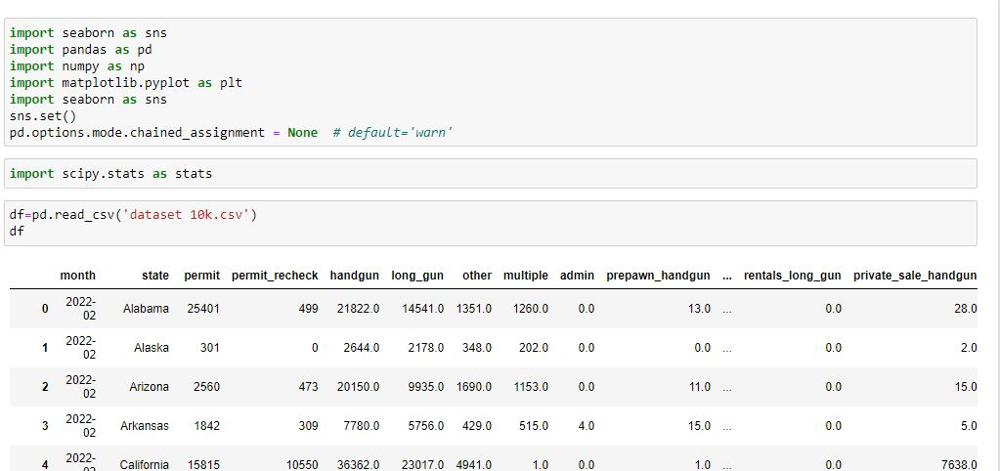 import seaborn as sns
import pandas as pd
import numpy as np
import matplotlib.pyplot as plt
import seaborn as sns
sns.set()
pd.options.mode.chained_assignment = None  # default='warn'
import scipy.stats as stats
df=pd.read_csv('dataset 10k.csv')
df
month state permit permit_recheck handgun long_gun other multiple admin prepawn_handgun ... rentals_long_gun private_sale_handgun
0 2022-02 Alabama 25401 499 21822.0 14541.0 1351.0 1260.0 0.0 13.0 ... 0.0 28.0
1 2022-02 Alaska 301 0 2644.0 2178.0 348.0 202.0 0.0 0.0 ... 0.0 2.0
2 2022-02 Arizona 2560 473 20150.0 9935.0 1690.0 1153.0 0.0 11.0 ... 0.0 15.0
3 2022-02 Arkansas 1842 309 7780.0 5756.0 429.0 515.0 4.0 15.0 ... 0.0 5.0
4 2022-02 California 15815 10550 36362.0 23017.0 4941.0 1.0 0.0 1.0 ... 0.0 7638.0